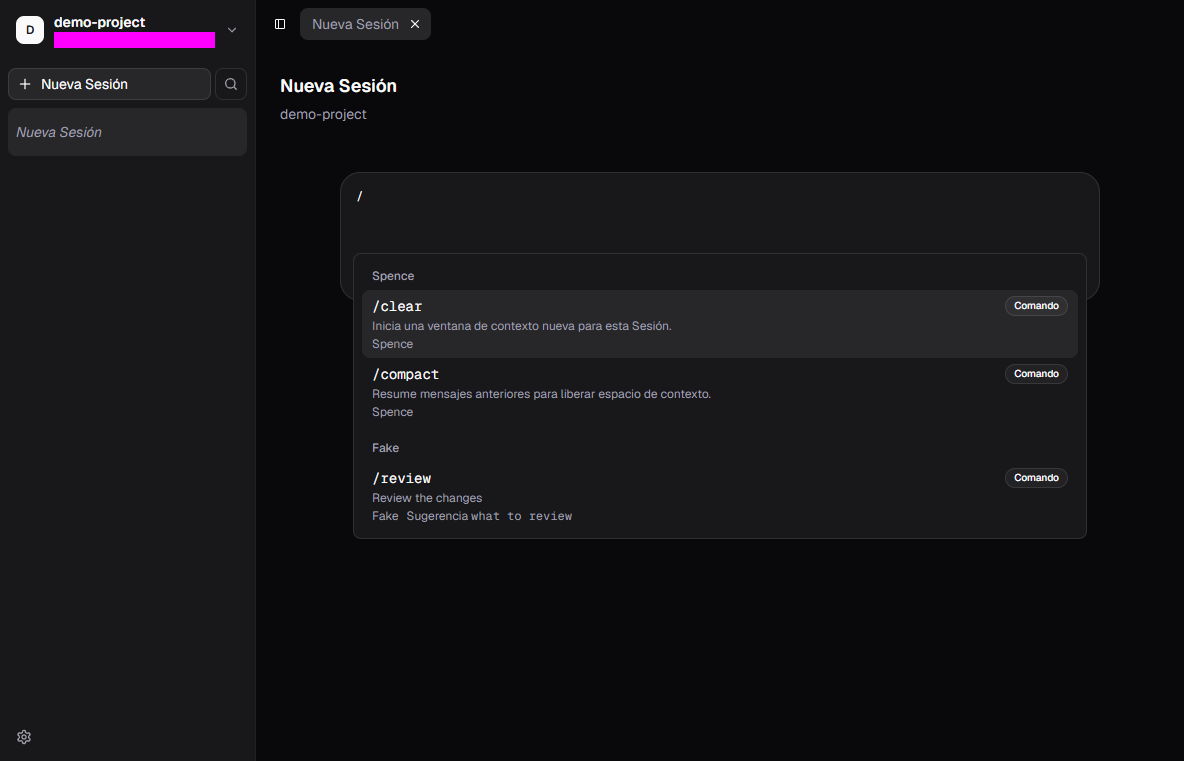 D
demo-project
Nueva Sesión
Nueva Sesión
Nueva Sesión
Nueva Sesión
demo-project
/
Spence
/clear
Comando
Inicia una ventana de contexto nueva para esta Sesión.
Spence
/compact
Comando
Resume mensajes anteriores para liberar espacio de contexto.
Spence
Fake
/review
Comando
Review the changes
Fake Sugerencia what to review